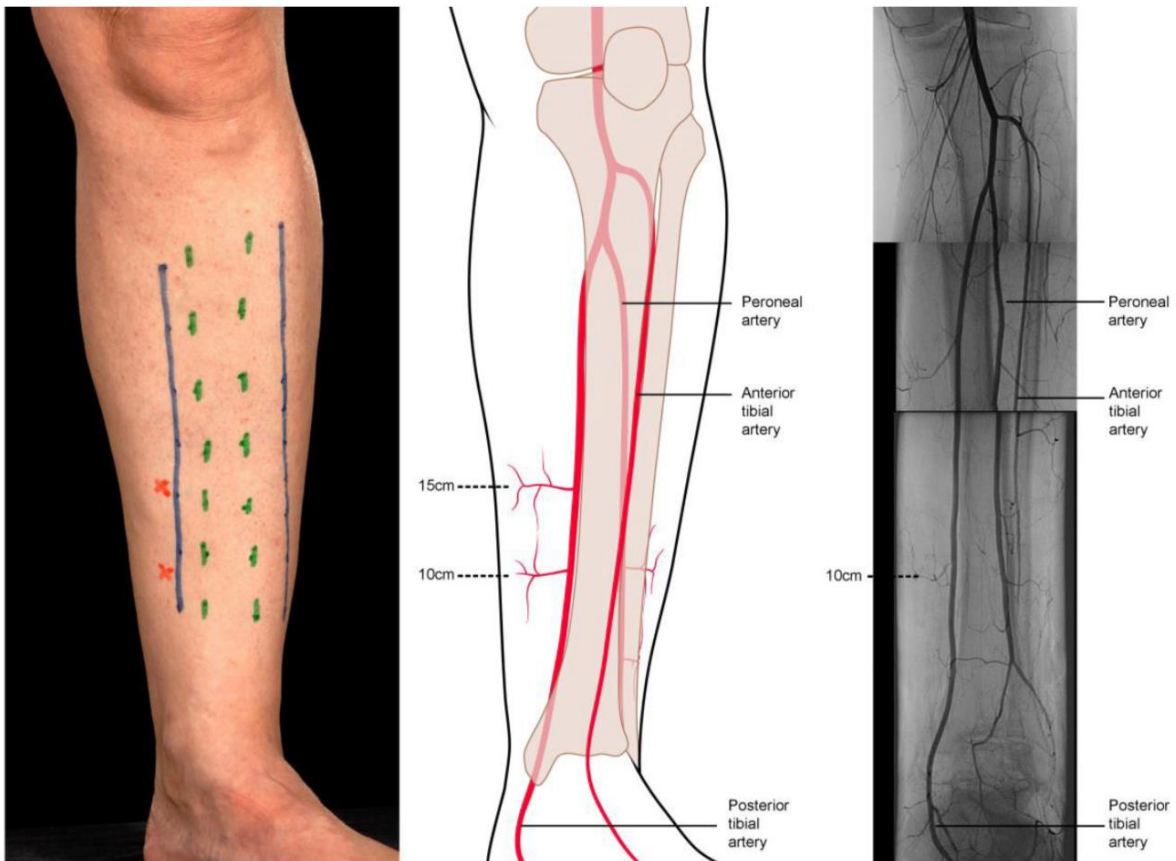 Peroneal
artery
Anterior
tibial
artery
15cm
10cm
Posterior
tibial
artery
Peroneal
artery
Anterior
tibial
artery
10cm
Posterior
tibial
artery